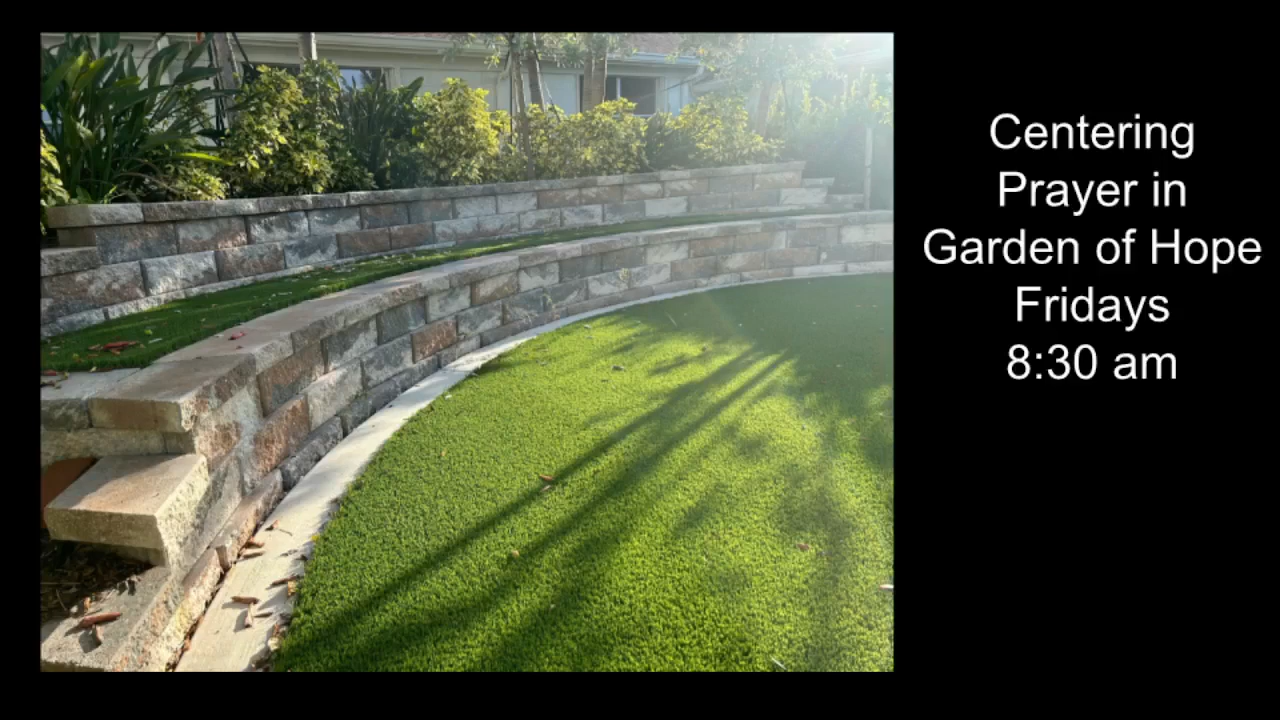 Centering
Prayer in
Garden of Hope
Fridays
8:30 am